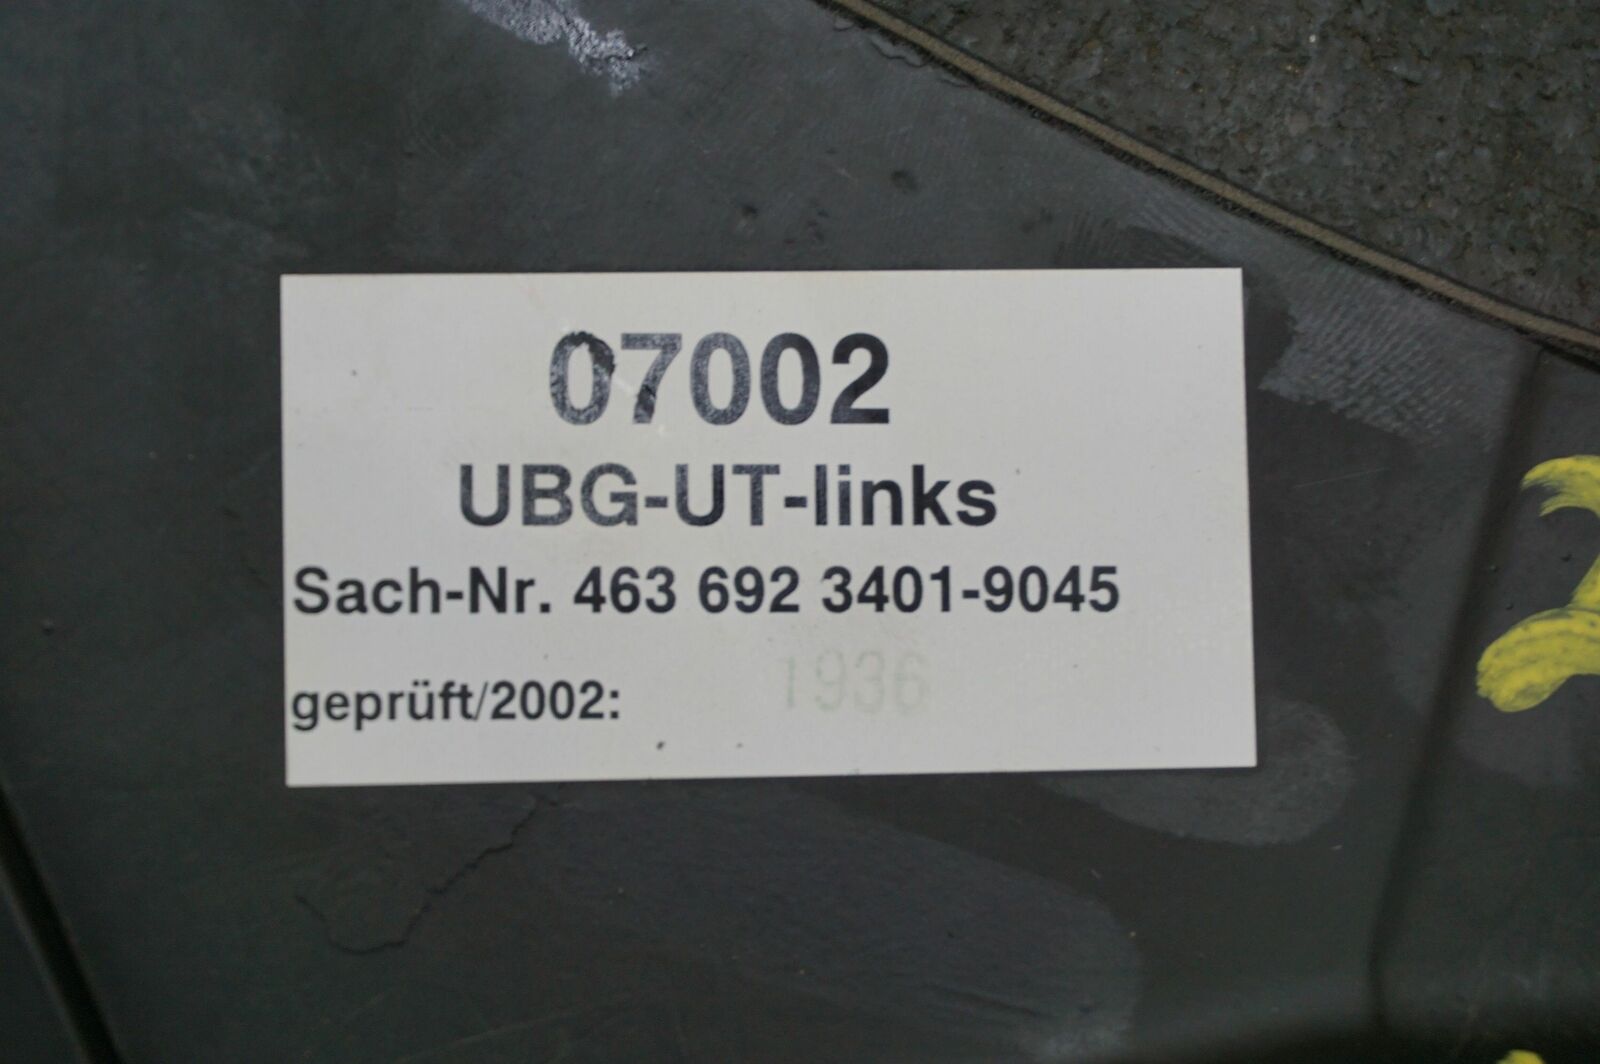 07002
UBG-UT-links
Sach-Nr. 463 692 3401-9045
geprüft/2002: 1936